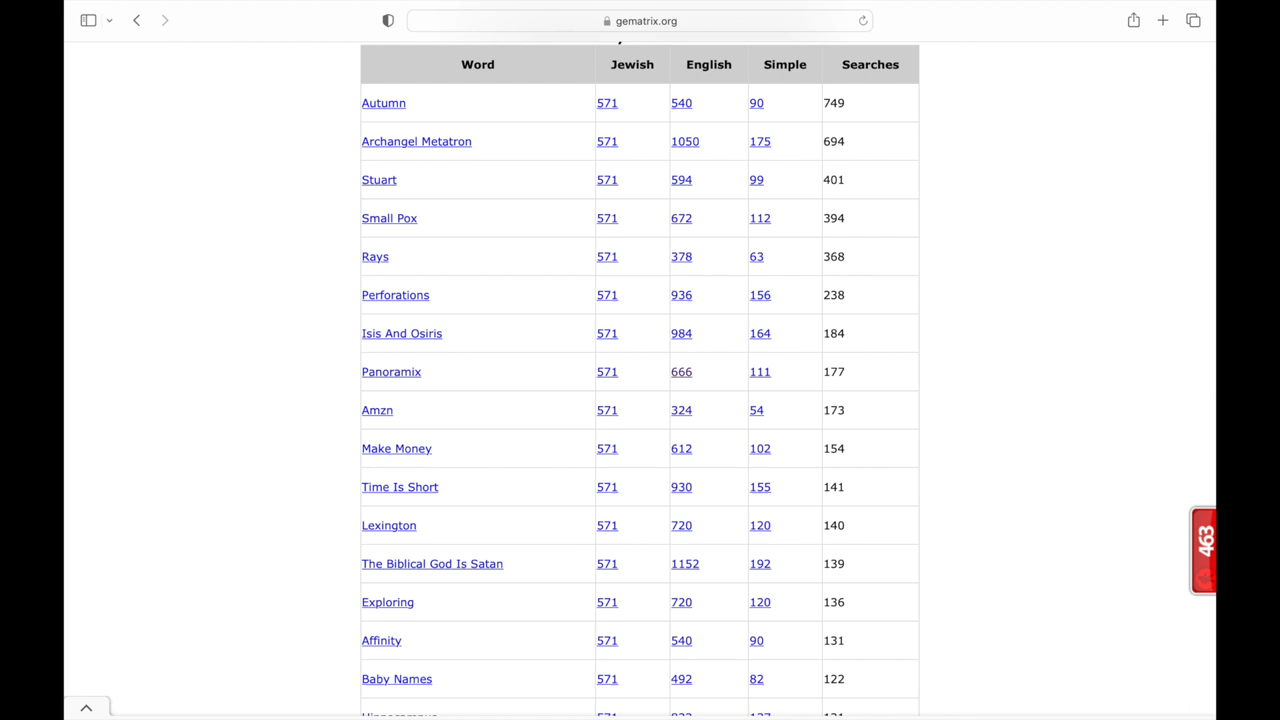 gematrix.org
Word Jewish English Simple Searches
Autumn 571 540 90 749
Archangel Metatron 571 1050 175 694
Stuart 571 594 99 401
Small Pox 571 672 112 394
Rays 571 378 63 368
Perforations 571 936 156 238
Isis And Osiris 571 984 164 184
Panoramix 571 666 111 177
Amzn 571 324 54 173
Make Money 571 612 102 154
Time Is Short 571 930 155 141
Lexington 571 720 120 140
The Biblical God Is Satan 571 1152 192 139
Exploring 571 720 120 136
Affinity 571 540 90 131
Baby Names 571 492 82 122
463